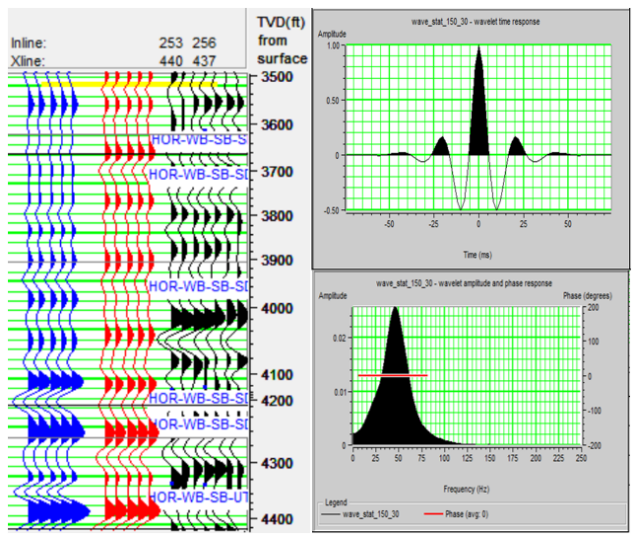 TVD(ft)
from
surface
Inline: 253 256
Xline: 440 437
3500
3600
HOR-WB-SB-S
3700
HOR-WB-SB-SD
3800
3900
HOR-WB-SB-SD
4000
4100
HOR-WB-SB-SD
4200
HOR-WB-SB-SD
4300
HOR-WB-SB-UT
4400
wave_stat_150_30 - wavelet time response
Amplitude
1.00
0.50
0
-0.50
-50 -25 0 25 50
Time (ms)
wave_stat_150_30 - wavelet amplitude and phase response
Amplitude Phase (degrees)
0.02
0.01
0
200
100
0
-100
-200
0 25 50 75 100 125 150 175 200 225 250
Frequency (Hz)
Legend
wave_stat_150_30 Phase (avg: 0)